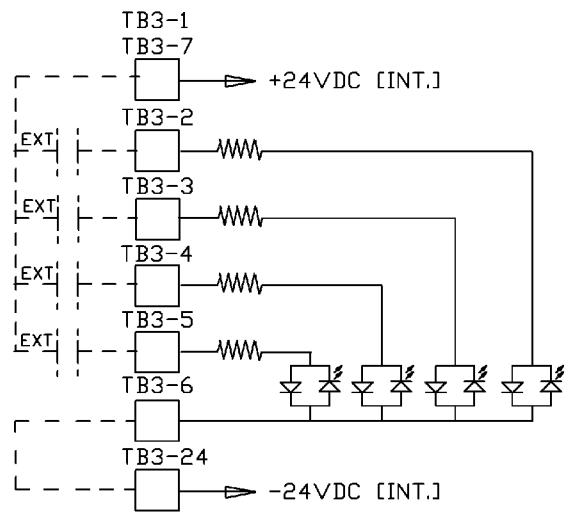 TB3-1
TB3-7
+24VDC [INT.]
TB3-2
EXT
TB3-3
EXT
TB3-4
EXT
TB3-5
EXT
TB3-6
TB3-24
-24VDC [INT.]